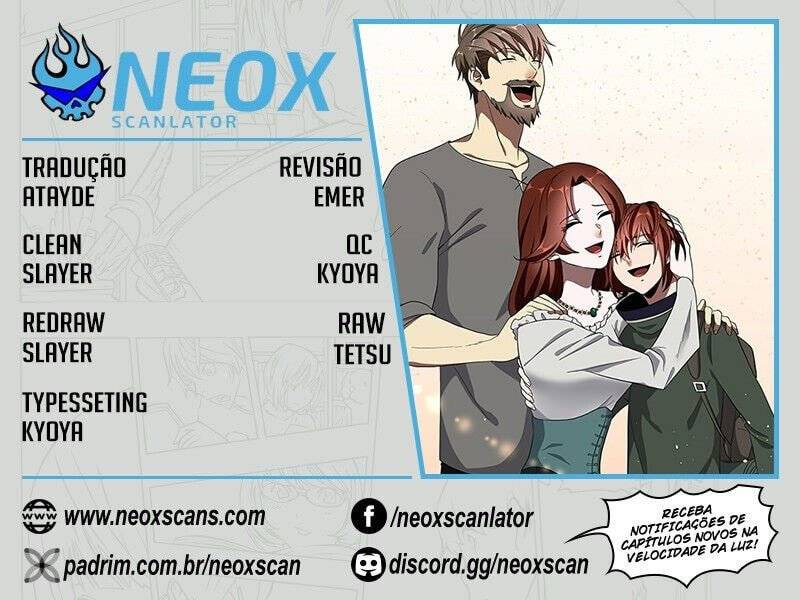 NEOX
SCANLATOR
TRADUÇÃO
ATAYDE
REVISÃO
EMER
CLEAN
SLAYER
QC
KYOYA
REDRAW
SLAYER
RAW
TETSU
TYPESSETING
KYOYA
www
www.neoxscans.com
f
/neoxscanlator
padrim.com.br/neoxscan
discord.gg/neoxscan
RECEBA
NOTIFICAÇÕES DE
CAPÍTULOS NOVOS NA
VELOCIDADE DA LUZ!